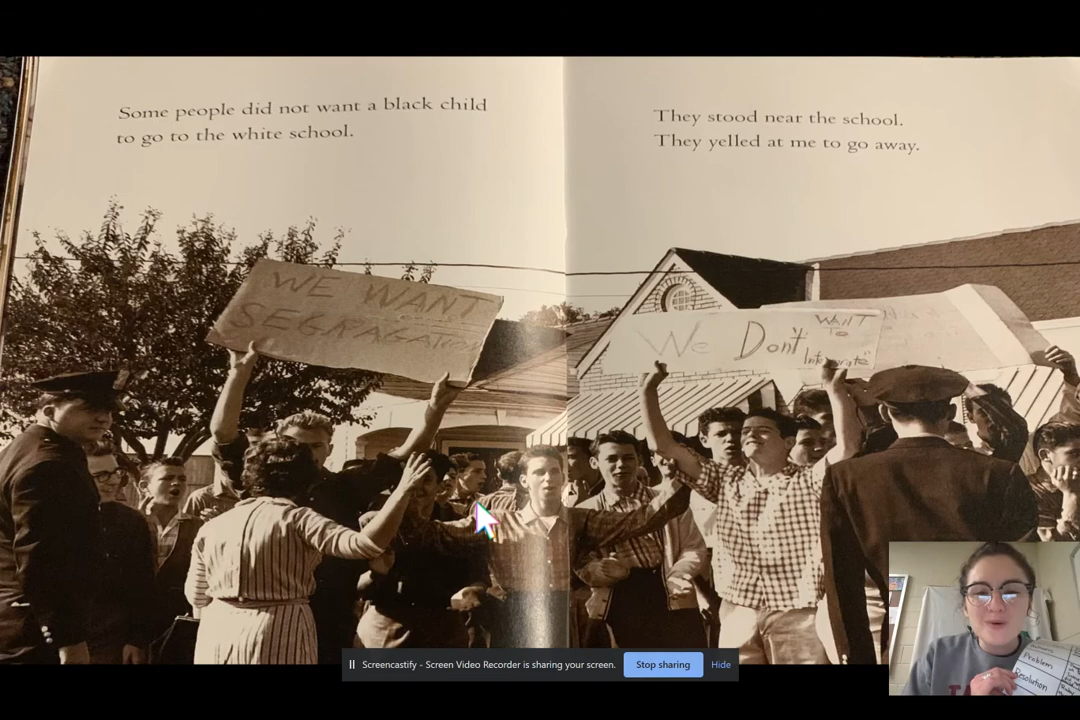 Some people did not want a black child
to go to the white school.
They stood near the school.
They yelled at me to go away.
WE WANT
SEGRAGATION
We Don't WANT
To
Integrate
Screencastify - Screen Video Recorder is sharing your screen.
Stop sharing
Hide
Problem
Resolution